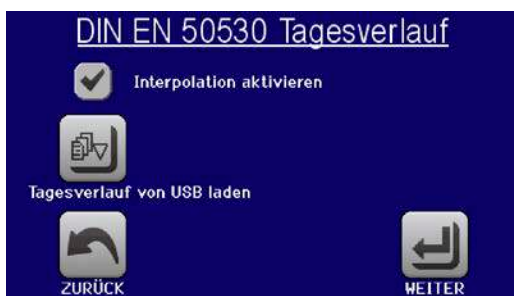 DIN EN 50530 Tagesverlauf
Interpolation aktivieren
Tagesverlauf von USB laden
ZURÜCK
WEITER